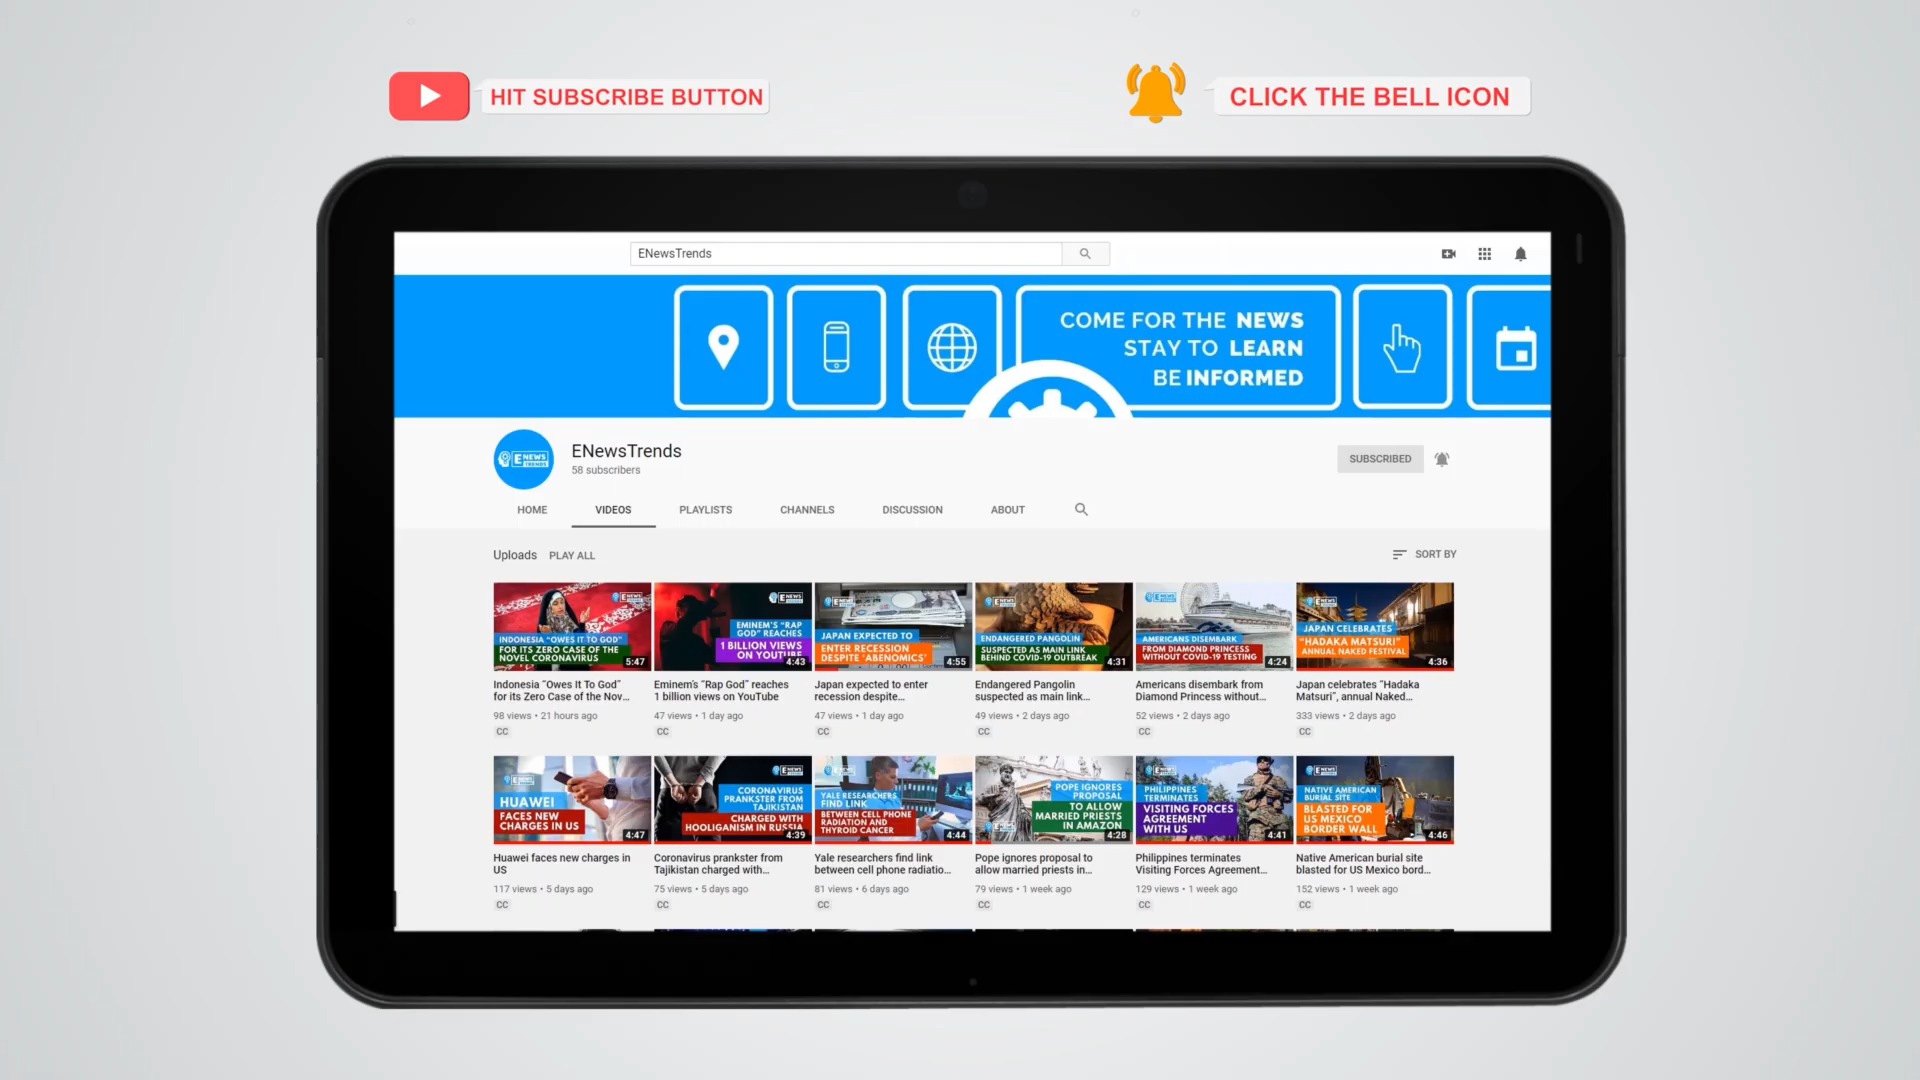 HIT SUBSCRIBE BUTTON
CLICK THE BELL ICON
ENewsTrends
COME FOR THE NEWS
STAY TO LEARN
BE INFORMED
E NEWS
TRENDS
ENewsTrends
58 subscribers
SUBSCRIBED
HOME
VIDEOS
PLAYLISTS
CHANNELS
DISCUSSION
ABOUT
Uploads
PLAY ALL
SORT BY
INDONESIA "OWES IT TO GOD"
FOR ITS ZERO CASE OF THE
NOVEL CORONAVIRUS
5:47
Indonesia "Owes It To God"
for its Zero Case of the Nov...
98 views • 21 hours ago
CC
EMINEM'S "RAP
GOD" REACHES
1 BILLION VIEWS
ON YOUTUBE
4:43
Eminem's "Rap God" reaches
1 billion views on YouTube
47 views • 1 day ago
CC
JAPAN EXPECTED TO
ENTER RECESSION
DESPITE 'ABENOMICS'
4:55
Japan expected to enter
recession despite...
47 views • 1 day ago
CC
ENDANGERED PANGOLIN
SUSPECTED AS MAIN LINK
BEHIND COVID-19 OUTBREAK
4:31
Endangered Pangolin
suspected as main link...
49 views • 2 days ago
CC
AMERICANS DISEMBARK
FROM DIAMOND PRINCESS
WITHOUT COVID-19 TESTING
4:24
Americans disembark from
Diamond Princess without...
52 views • 2 days ago
CC
JAPAN CELEBRATES
"HADAKA MATSURI"
ANNUAL NAKED FESTIVAL
4:36
Japan celebrates "Hadaka
Matsuri", annual Naked...
333 views • 2 days ago
CC
HUAWEI
FACES NEW
CHARGES IN US
4:47
Huawei faces new charges in
US
117 views • 5 days ago
CC
CORONAVIRUS
PRANKSTER FROM
TAJIKISTAN
CHARGED WITH
HOOLIGANISM IN RUSSIA
4:39
Coronavirus prankster from
Tajikistan charged with...
75 views • 5 days ago
CC
YALE RESEARCHERS
FIND LINK
BETWEEN CELL PHONE
RADIATION AND
THYROID CANCER
4:44
Yale researchers find link
between cell phone radiatio...
81 views • 6 days ago
CC
POPE IGNORES
PROPOSAL
TO ALLOW
MARRIED PRIESTS
IN AMAZON
4:28
Pope ignores proposal to
allow married priests in...
79 views • 1 week ago
CC
PHILIPPINES
TERMINATES
VISITING FORCES
AGREEMENT
WITH US
4:41
Philippines terminates
Visiting Forces Agreement...
129 views • 1 week ago
CC
NATIVE AMERICAN
BURIAL SITE
BLASTED FOR
US MEXICO
BORDER WALL
4:46
Native American burial site
blasted for US Mexico bord...
152 views • 1 week ago
CC